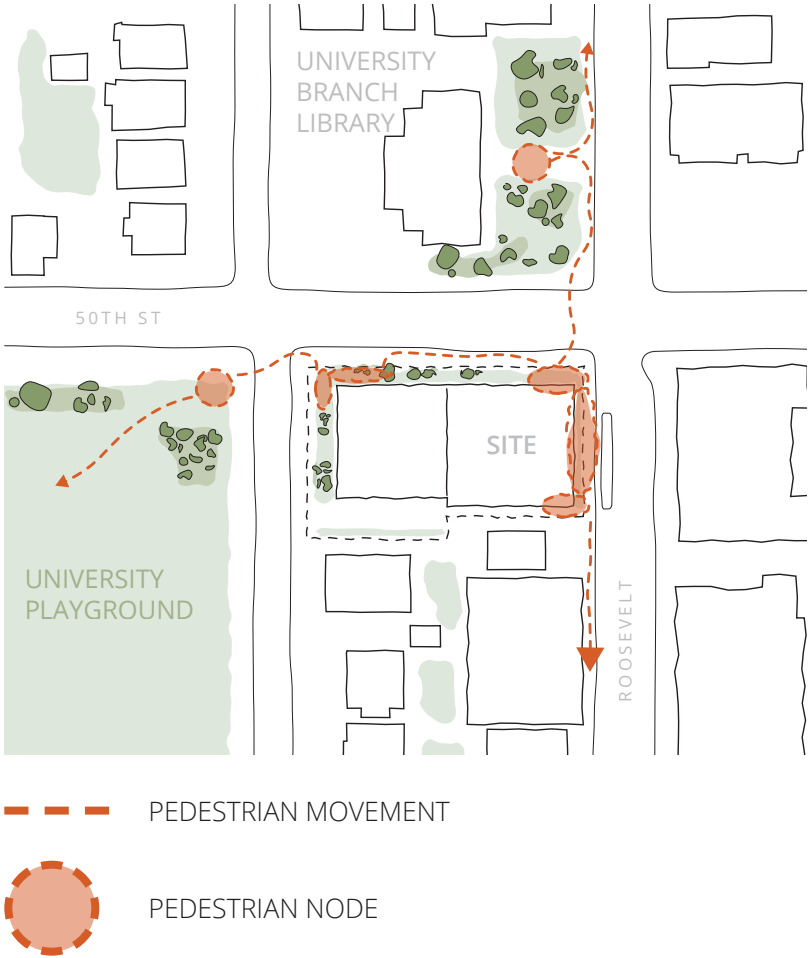 UNIVERSITY
BRANCH
LIBRARY
50TH ST
SITE
UNIVERSITY
PLAYGROUND
ROOSEVELT
PEDESTRIAN MOVEMENT
PEDESTRIAN NODE